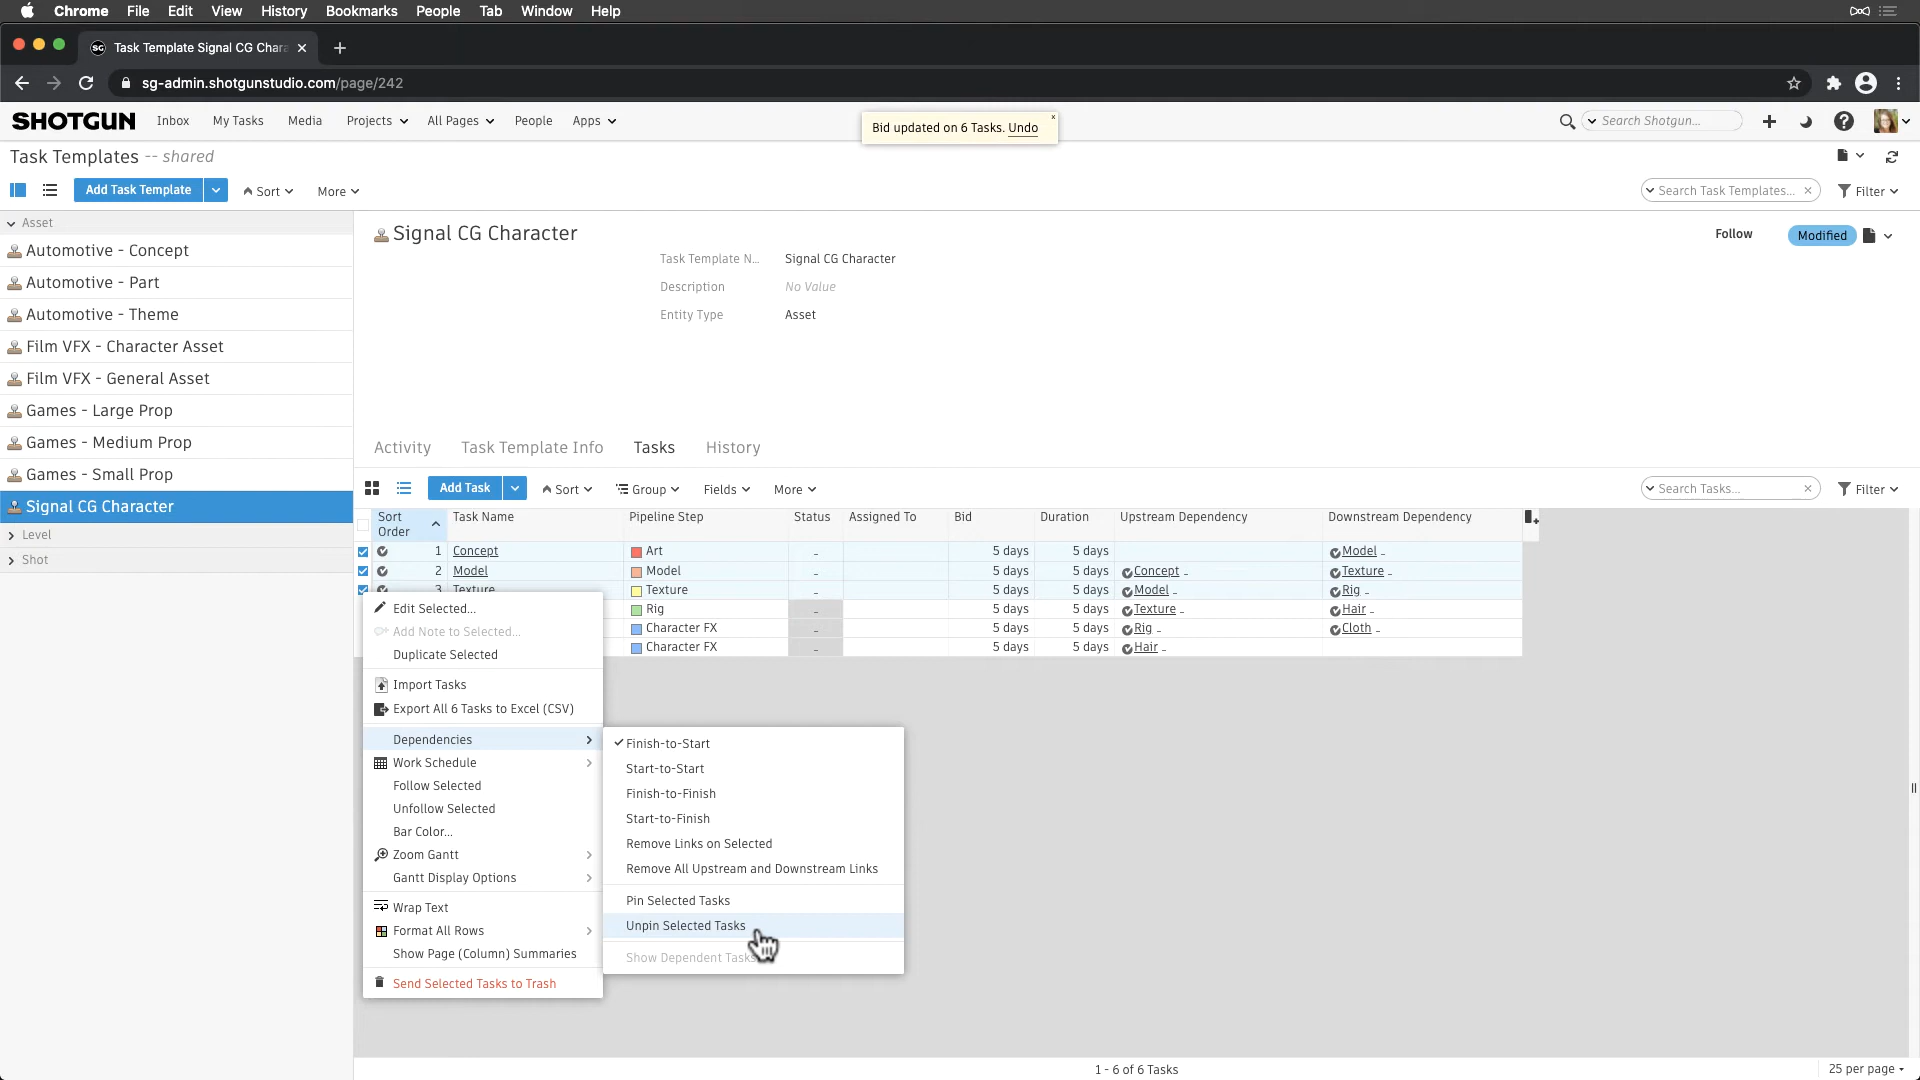 Chrome File Edit View History Bookmarks People Tab Window Help
Task Template Signal CG Chara
sg-admin.shotgunstudio.com/page/242
SHOTGUN Inbox My Tasks Media Projects All Pages People Apps
Bid updated on 6 Tasks. Undo
Search Shotgun...
Task Templates -- shared
Add Task Template Sort More
Search Task Templates... Filter
Asset
Automotive - Concept
Automotive - Part
Automotive - Theme
Film VFX - Character Asset
Film VFX - General Asset
Games - Large Prop
Games - Medium Prop
Games - Small Prop
Signal CG Character
Level
Shot
Signal CG Character
Follow Modified
Task Template N... Signal CG Character
Description No Value
Entity Type Asset
Activity Task Template Info Tasks History
Add Task Sort Group Fields More
Search Tasks... Filter
Sort Order Task Name Pipeline Step Status Assigned To Bid Duration Upstream Dependency Downstream Dependency
1 Concept Art - 5 days 5 days Model -
2 Model Model - 5 days 5 days Concept - Texture -
3 Texture Texture - 5 days 5 days Model - Rig -
Rig - 5 days 5 days Texture - Hair -
Character FX - 5 days 5 days Rig - Cloth -
Character FX - 5 days 5 days Hair -
Edit Selected...
Add Note to Selected...
Duplicate Selected
Import Tasks
Export All 6 Tasks to Excel (CSV)
Dependencies
Work Schedule
Follow Selected
Unfollow Selected
Bar Color...
Zoom Gantt
Gantt Display Options
Wrap Text
Format All Rows
Show Page (Column) Summaries
Send Selected Tasks to Trash
Finish-to-Start
Start-to-Start
Finish-to-Finish
Start-to-Finish
Remove Links on Selected
Remove All Upstream and Downstream Links
Pin Selected Tasks
Unpin Selected Tasks
Show Dependent Tasks
1 - 6 of 6 Tasks
25 per page